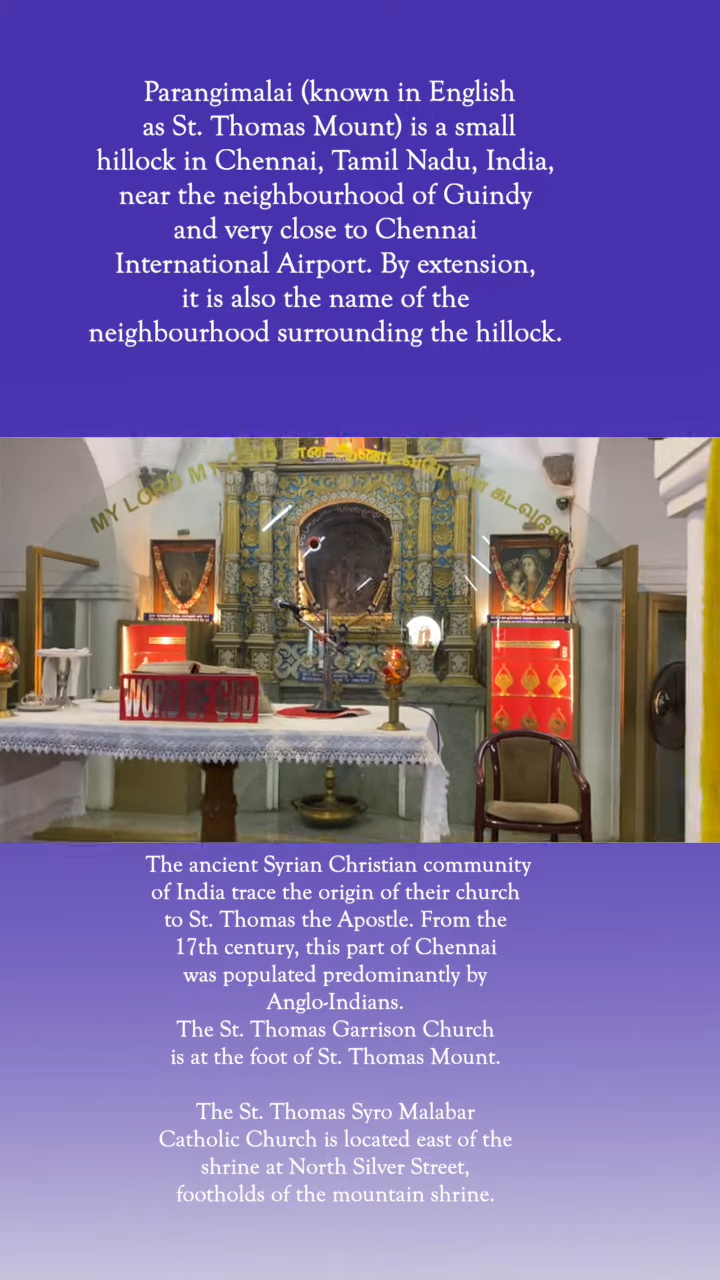 Parangimalai (known in English
as St. Thomas Mount) is a small
hillock in Chennai, Tamil Nadu, India,
near the neighbourhood of Guindy
and very close to Chennai
International Airport. By extension,
it is also the name of the
neighbourhood surrounding the hillock.
MY LORD MY என் ஆண்டவரே என் கடவுளே
WORD OF GOD
The ancient Syrian Christian community
of India trace the origin of their church
to St. Thomas the Apostle. From the
17th century, this part of Chennai
was populated predominantly by
Anglo-Indians.
The St. Thomas Garrison Church
is at the foot of St. Thomas Mount.
The St. Thomas Syro Malabar
Catholic Church is located east of the
shrine at North Silver Street,
footholds of the mountain shrine.